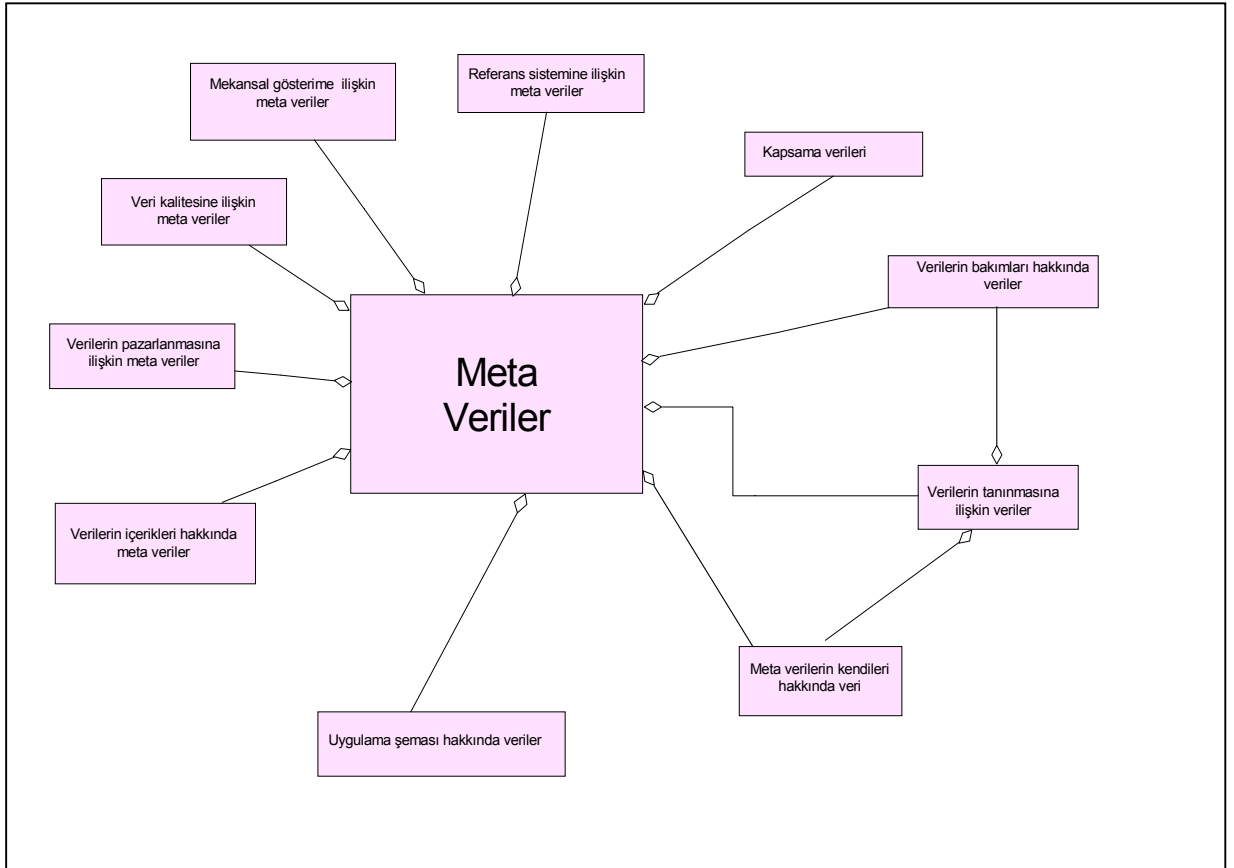 Mekansal gösterime ilişkin
meta veriler
Referans sistemine ilişkin
meta veriler
Kapsama verileri
Veri kalitesine ilişkin
meta veriler
Verilerin bakımları hakkında
veriler
Verilerin pazarlanmasına
ilişkin meta veriler
Meta
Veriler
Verilerin tanınmasına
ilişkin veriler
Verilerin içerikleri hakkında
meta veriler
Meta verilerin kendileri
hakkında veri
Uygulama şeması hakkında veriler